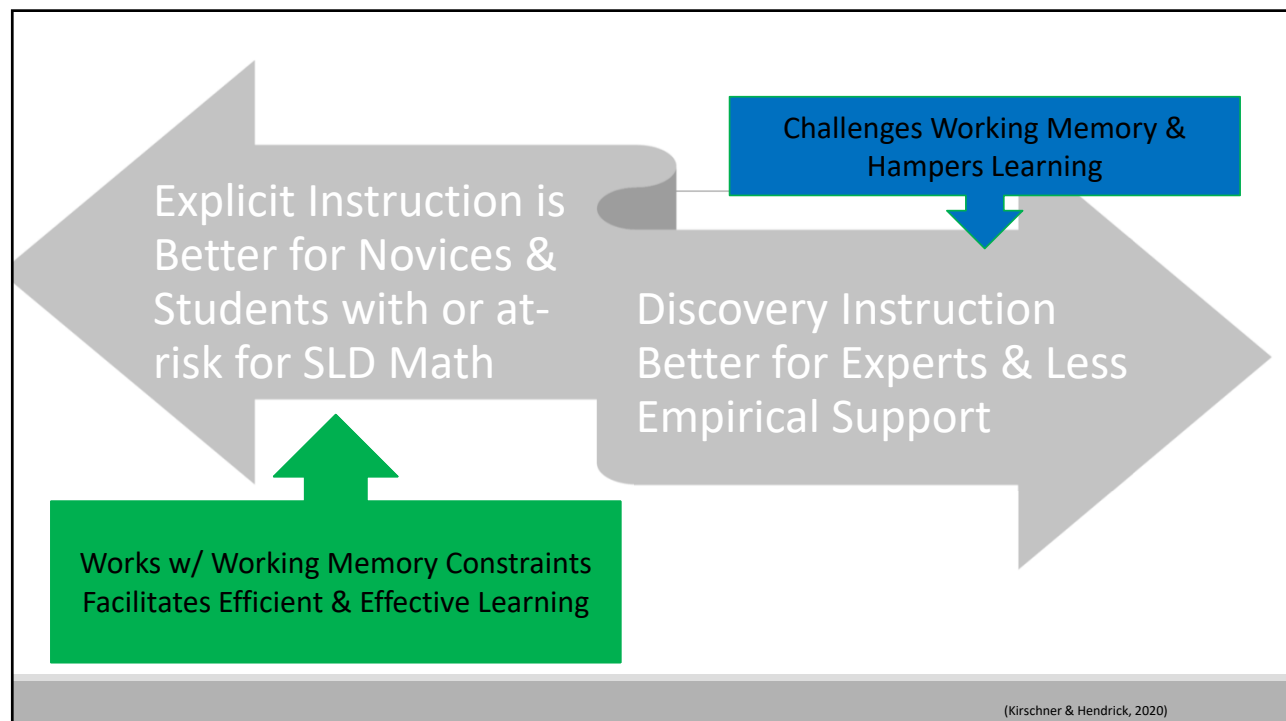 Explicit Instruction is
Better for Novices &
Students with or at-
risk for SLD Math
Challenges Working Memory &
Hampers Learning
Discovery Instruction
Better for Experts & Less
Empirical Support
Works w/ Working Memory Constraints
Facilitates Efficient & Effective Learning
(Kirschner & Hendrick, 2020)